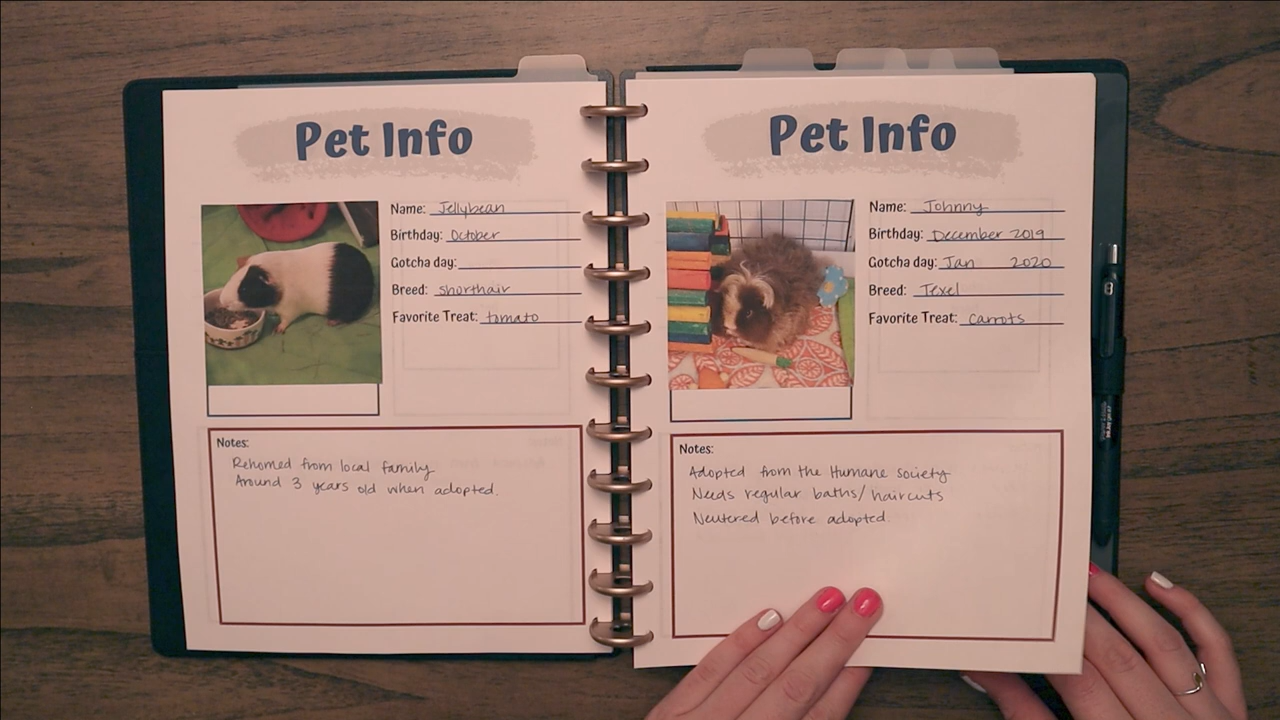 Pet Info
Name: Jellybean
Birthday: October
Gotcha day:
Breed: shorthair
Favorite Treat: tomato
Notes:
Rehomed from local family
Around 3 years old when adopted.
Pet Info
Name: Johnny
Birthday: December 2019
Gotcha day: Jan 2020
Breed: Texel
Favorite Treat: carrots
Notes:
Adopted from the Humane Society
Needs regular baths/haircuts
Neutered before adopted.